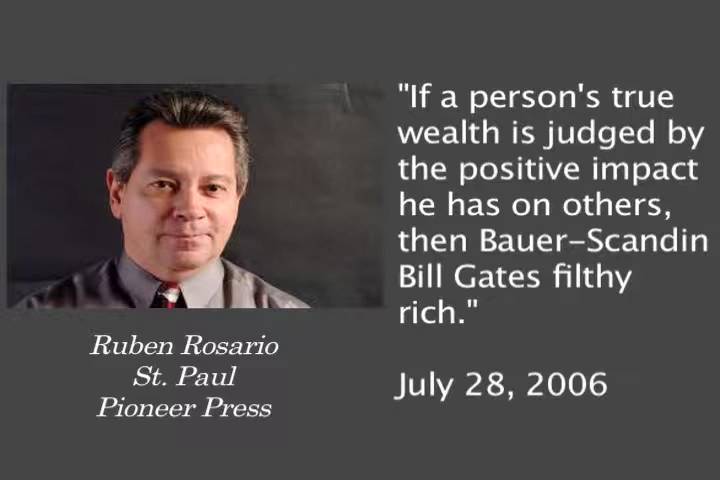 "If a person's true
wealth is judged by
the positive impact
he has on others,
then Bauer-Scandin
Bill Gates filthy
rich."
July 28, 2006
Ruben Rosario
St. Paul
Pioneer Press